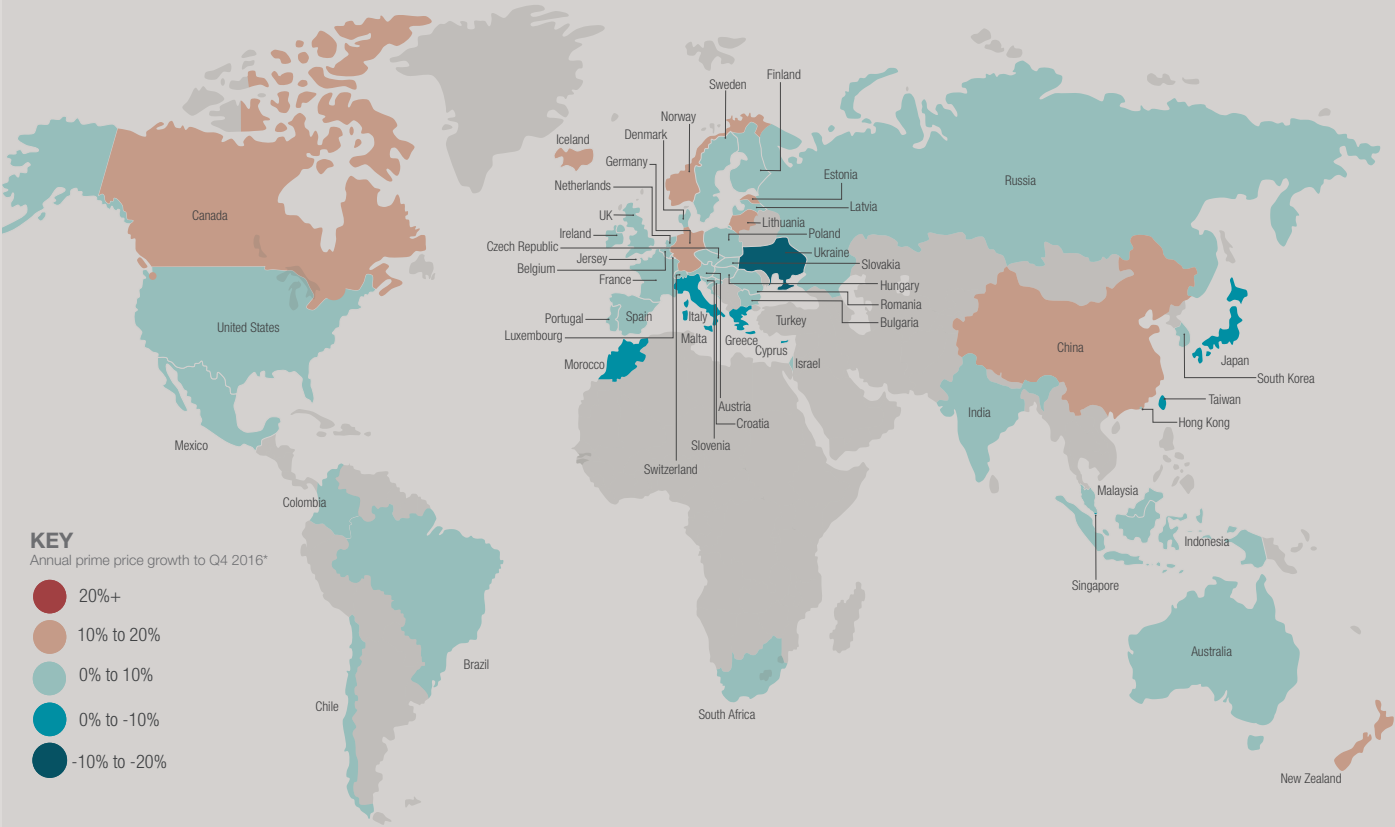 Finland
Sweden
Norway
Denmark
Iceland
Germany
Estonia
Russia
Netherlands
Latvia
Canada
UK
Lithuania
Ireland
Poland
Czech Republic
Ukraine
Jersey
Slovakia
Belgium
France
Hungary
Romania
Portugal
Spain
Italy
Turkey
Bulgaria
United States
Luxembourg
Malta
Greece
Cyprus
China
Japan
Morocco
Israel
South Korea
Austria
India
Taiwan
Croatia
Hong Kong
Mexico
Slovenia
Switzerland
Malaysia
Colombia
Indonesia
Singapore
KEY
Annual prime price growth to Q4 2016*
20%+
10% to 20%
0% to 10%
0% to -10%
-10% to -20%
Australia
Brazil
Chile
South Africa
New Zealand